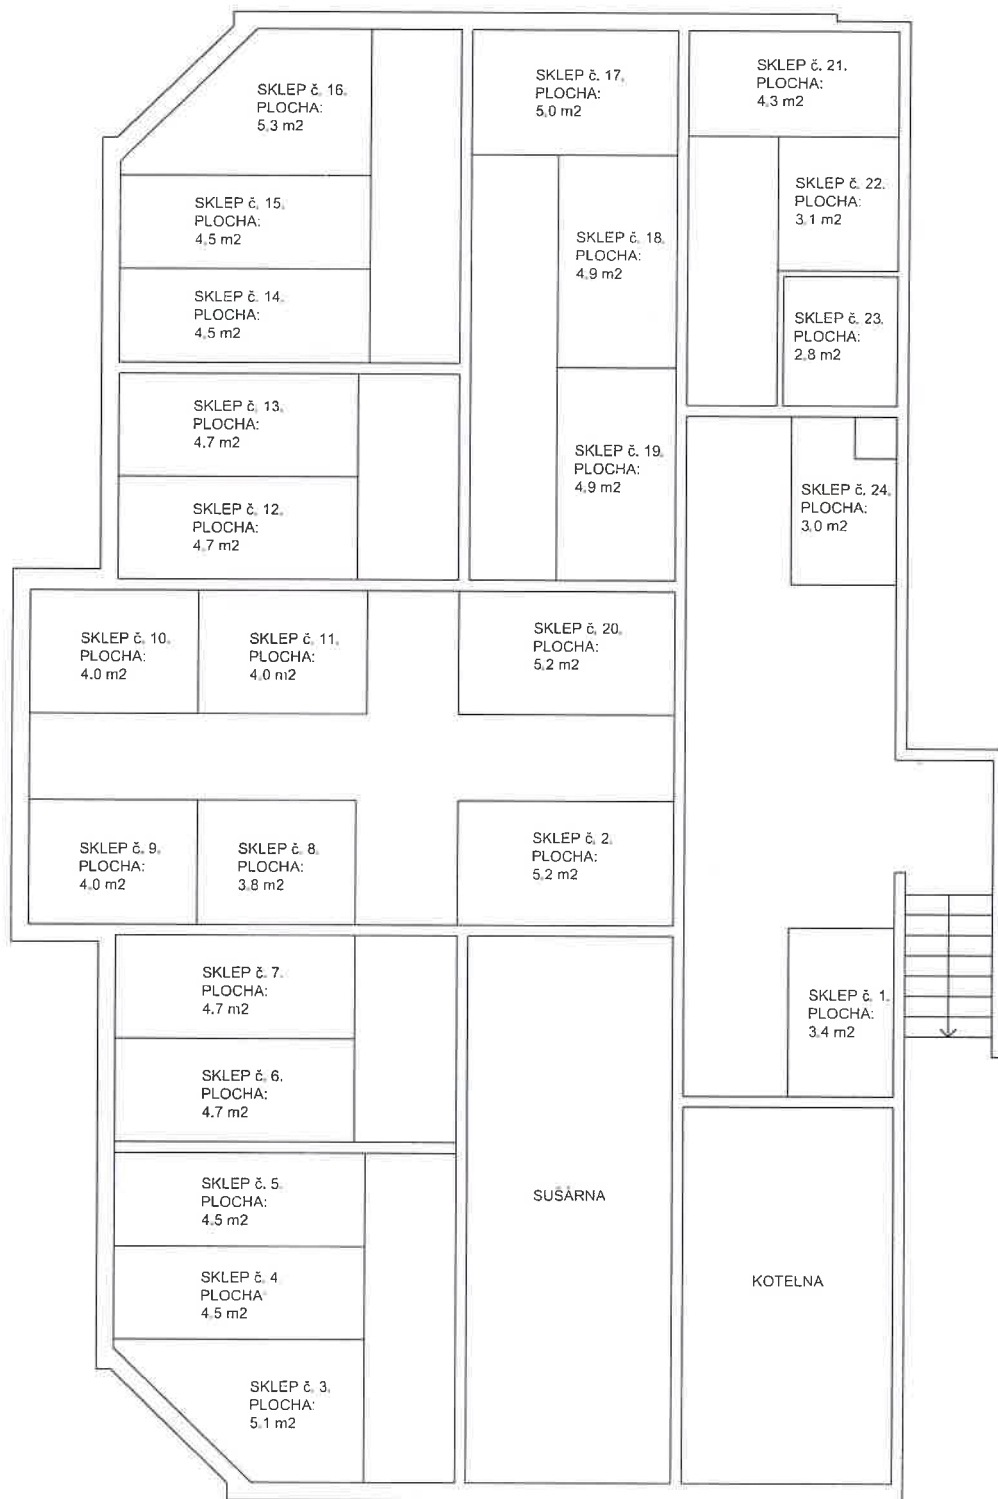 SKLEP č. 16.
PLOCHA:
5.3 m2
SKLEP č. 17.
PLOCHA:
5.0 m2
SKLEP č. 21.
PLOCHA:
4.3 m2
SKLEP č. 15.
PLOCHA:
4.5 m2
SKLEP č. 22.
PLOCHA:
3.1 m2
SKLEP č. 18.
PLOCHA:
4.9 m2
SKLEP č. 14.
PLOCHA:
4.5 m2
SKLEP č. 23.
PLOCHA:
2.8 m2
SKLEP č. 13.
PLOCHA:
4.7 m2
SKLEP č. 19.
PLOCHA:
4.9 m2
SKLEP č. 24.
PLOCHA:
3.0 m2
SKLEP č. 12.
PLOCHA:
4.7 m2
SKLEP č. 10.
PLOCHA:
4.0 m2
SKLEP č. 11.
PLOCHA:
4.0 m2
SKLEP č. 20.
PLOCHA:
5.2 m2
SKLEP č. 9.
PLOCHA:
4.0 m2
SKLEP č. 8.
PLOCHA:
3.8 m2
SKLEP č. 2.
PLOCHA:
5.2 m2
SKLEP č. 7.
PLOCHA:
4.7 m2
SKLEP č. 1.
PLOCHA:
3.4 m2
SKLEP č. 6.
PLOCHA:
4.7 m2
SKLEP č. 5.
PLOCHA:
4.5 m2
SUŠÁRNA
SKLEP č. 4
PLOCHA
4.5 m2
KOTELNA
SKLEP č. 3.
PLOCHA:
5.1 m2